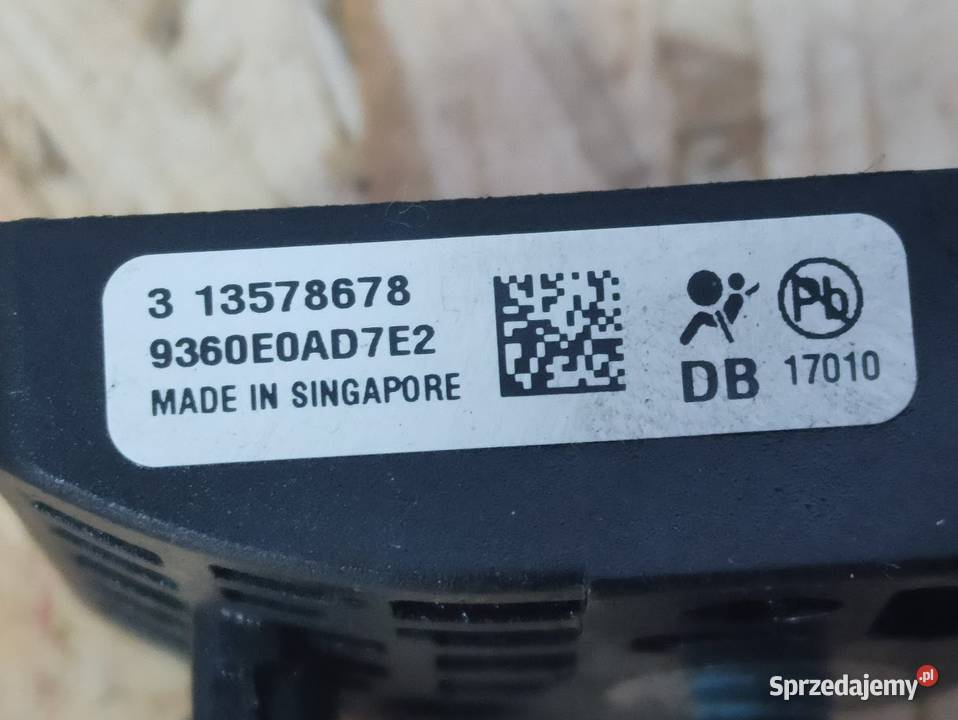 3 13578678
9360E0AD7E2
MADE IN SINGAPORE
DB
Pb
17010
Sprzedajemy.pl